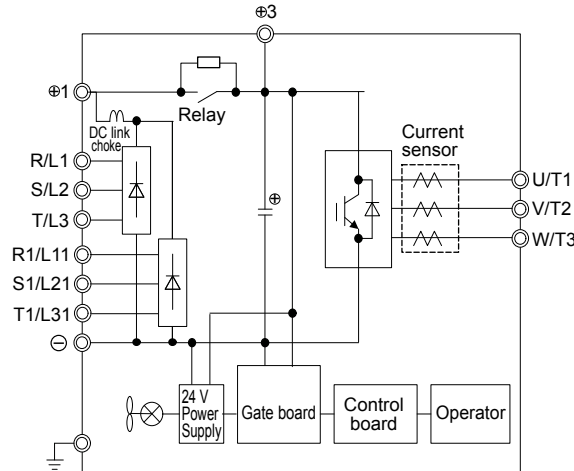 ⊕3
⊕1
Relay
DC link
choke
Current
sensor
R/L1
S/L2
T/L3
R1/L11
S1/L21
T1/L31
⊖
⊕
U/T1
V/T2
W/T3
24 V
Power
Supply
Gate board
Control
board
Operator